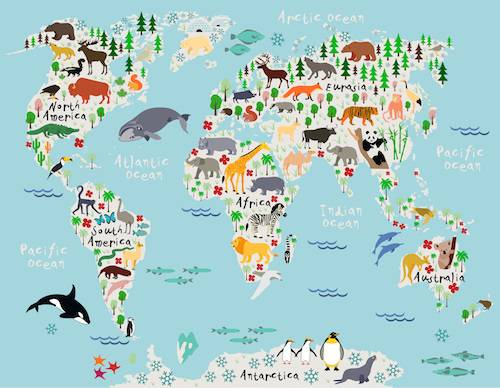 Arctic ocean
North
America
Eurasia
Atlantic
ocean
Pacific
ocean
Africa
Indian
ocean
South
America
Pacific
ocean
Australia
Antarctica